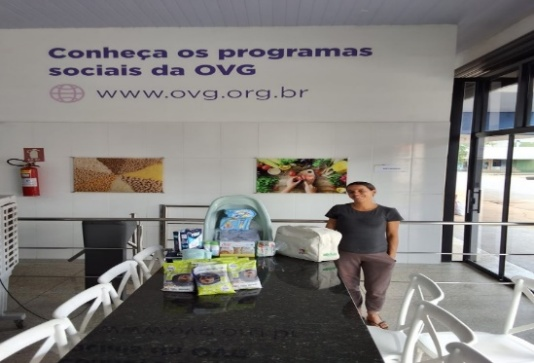 Conheça os programas
sociais da OVG
www.ovg.org.br